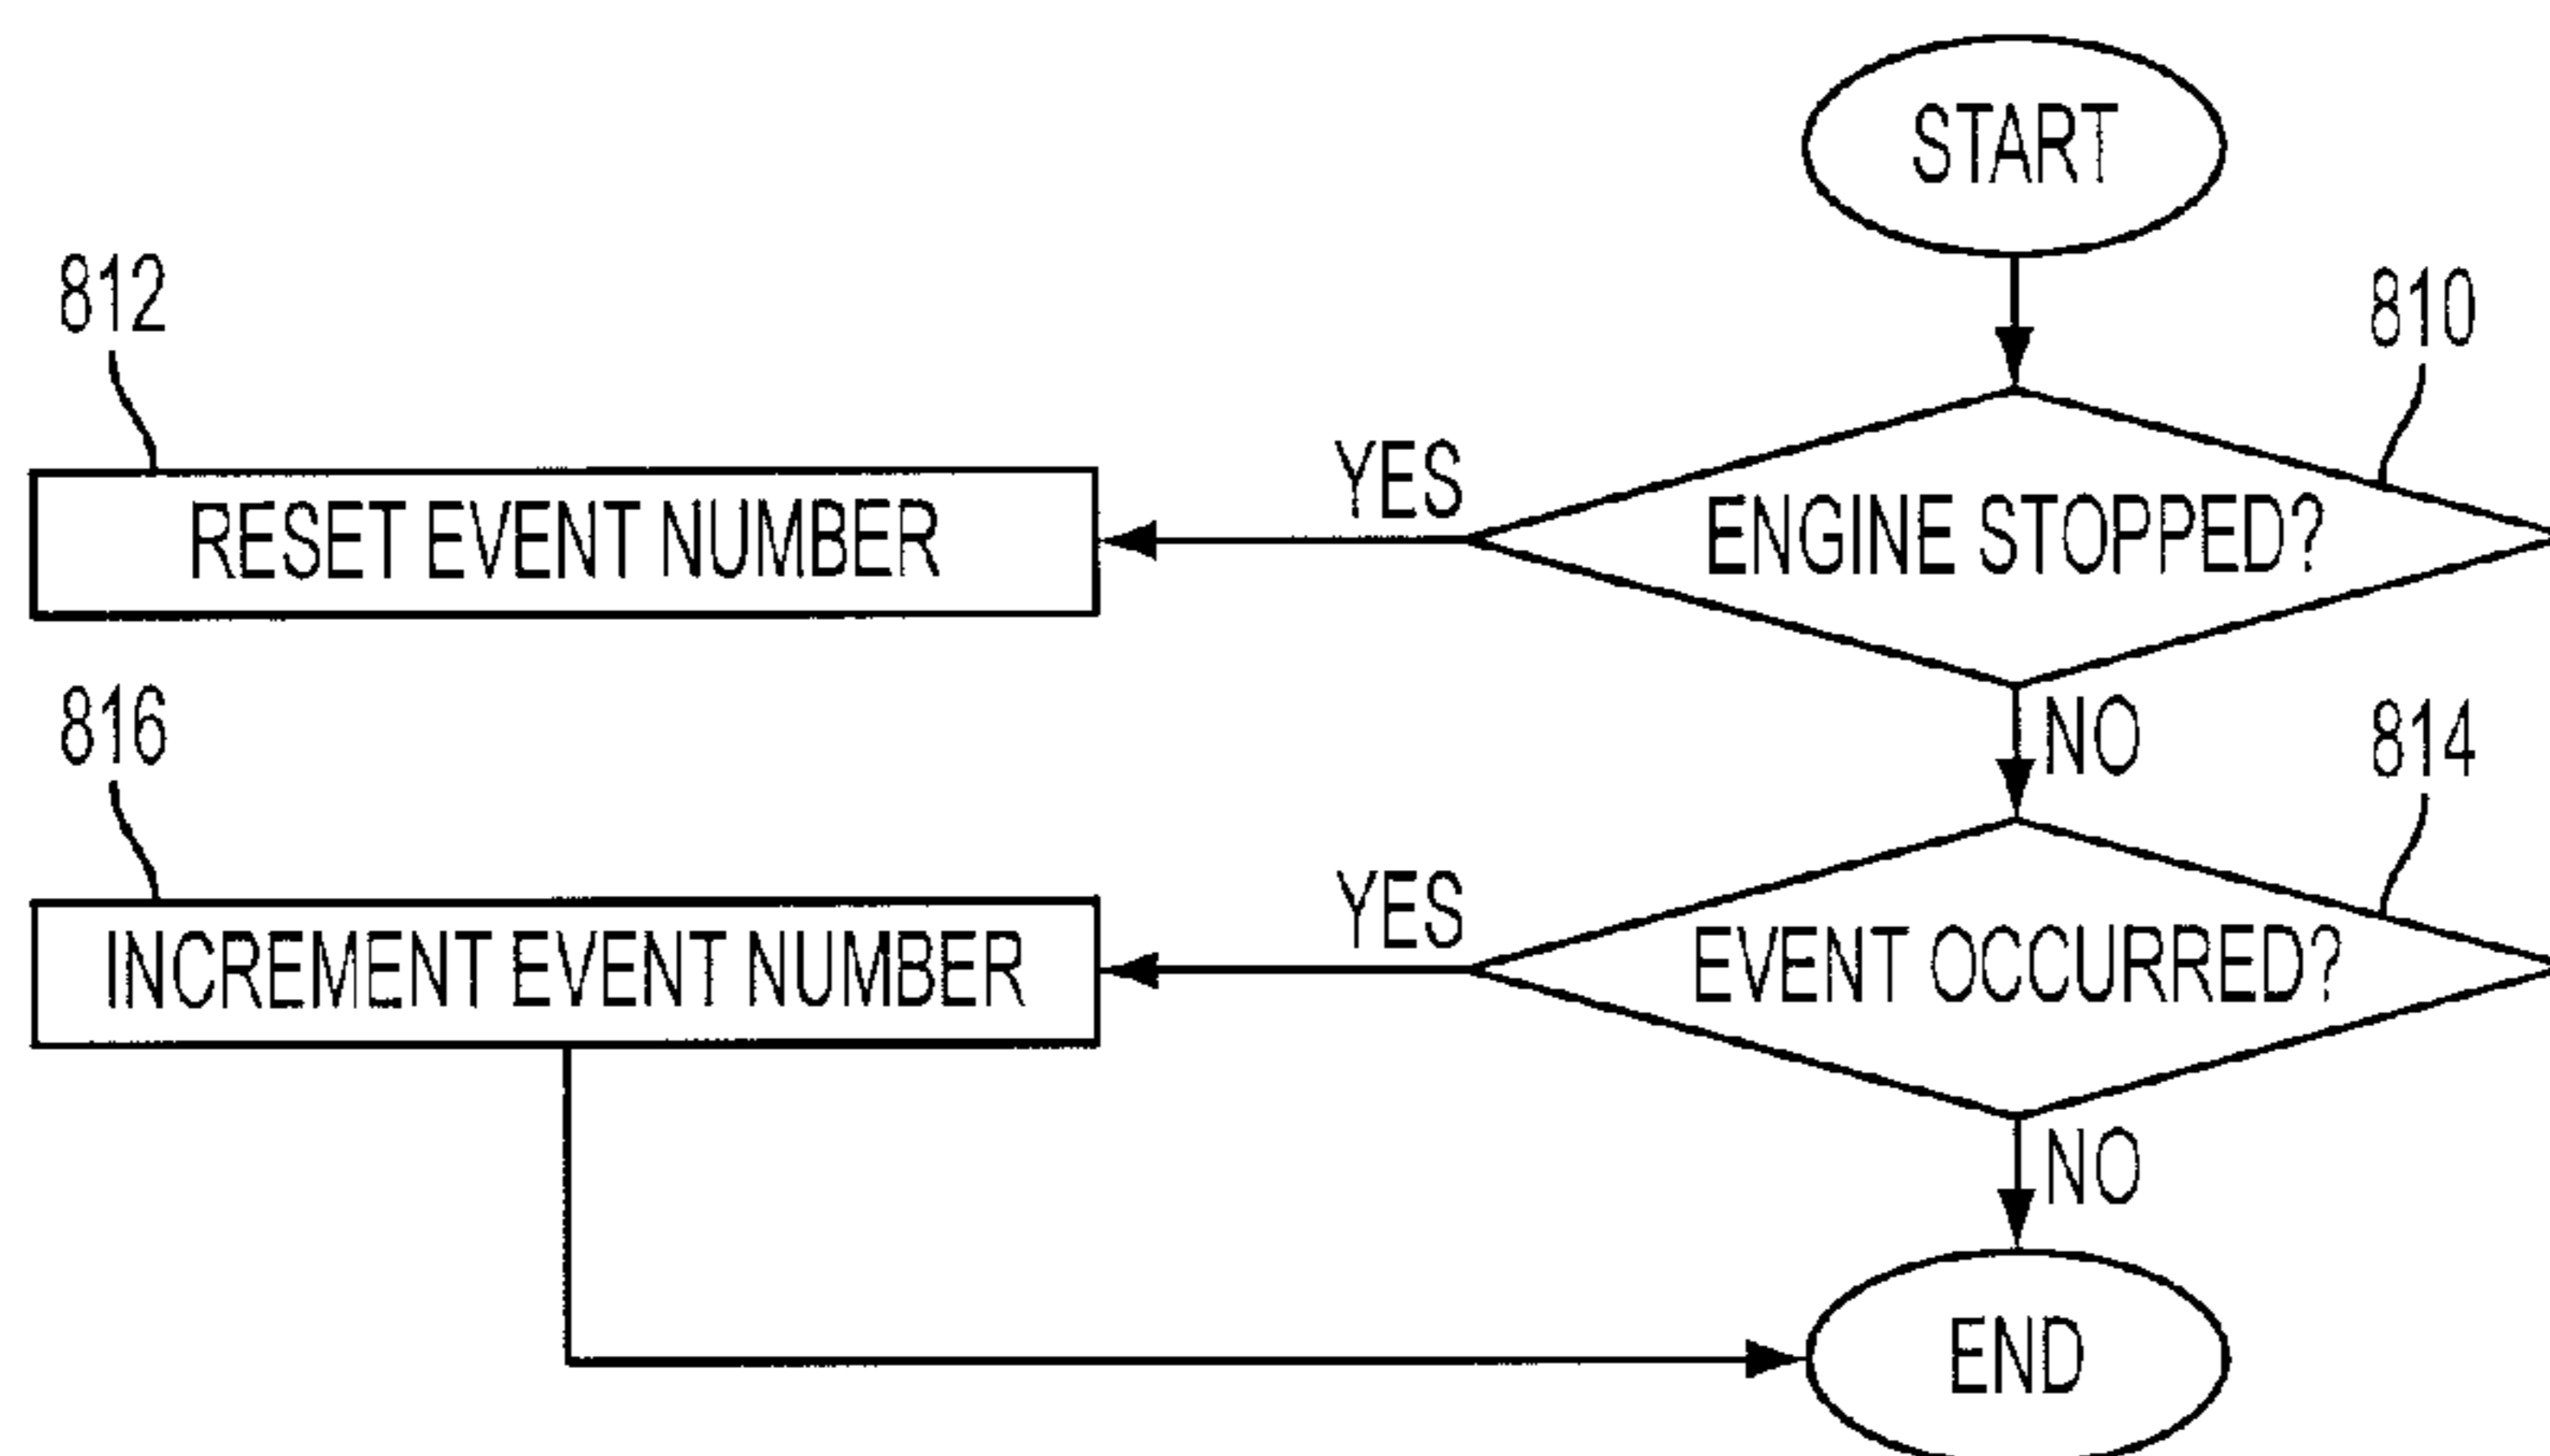 START
812
810
YES
RESET EVENT NUMBER
ENGINE STOPPED?
816
NO
814
YES
INCREMENT EVENT NUMBER
EVENT OCCURRED?
NO
END